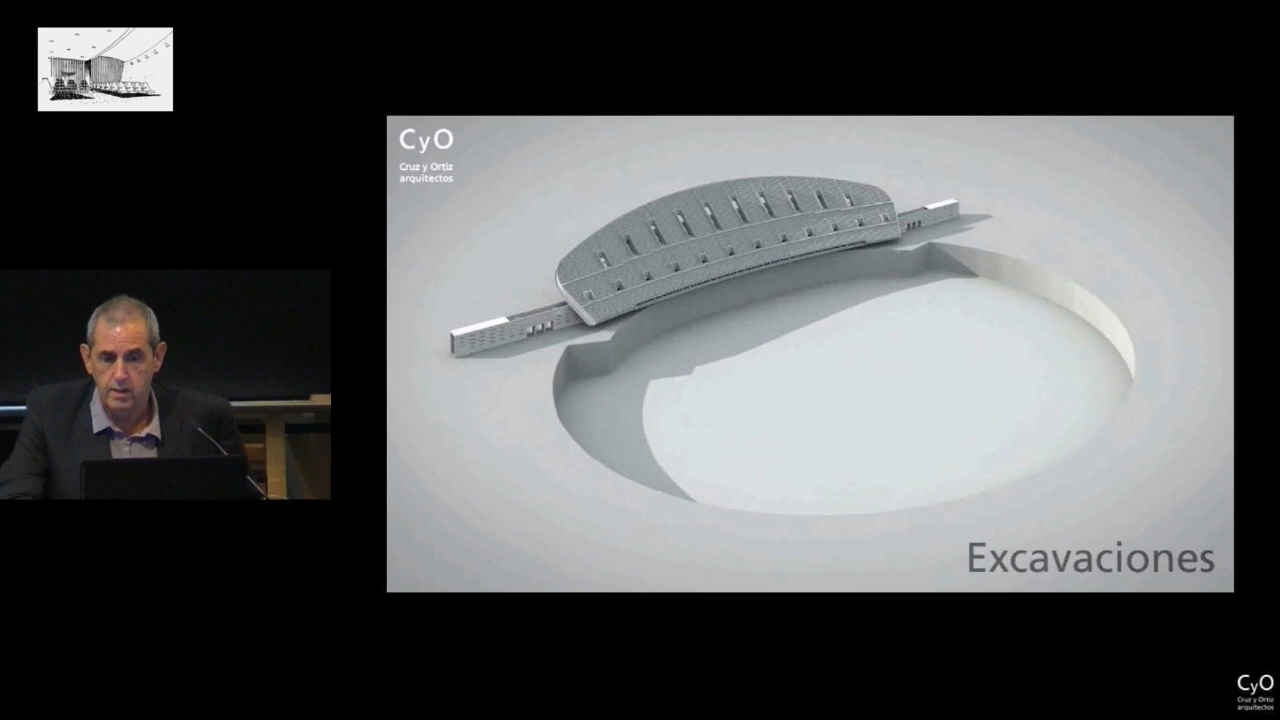 CyO
Cruz y Ortiz
arquitectos
Excavaciones
CyO
Cruz y Ortiz
arquitectos